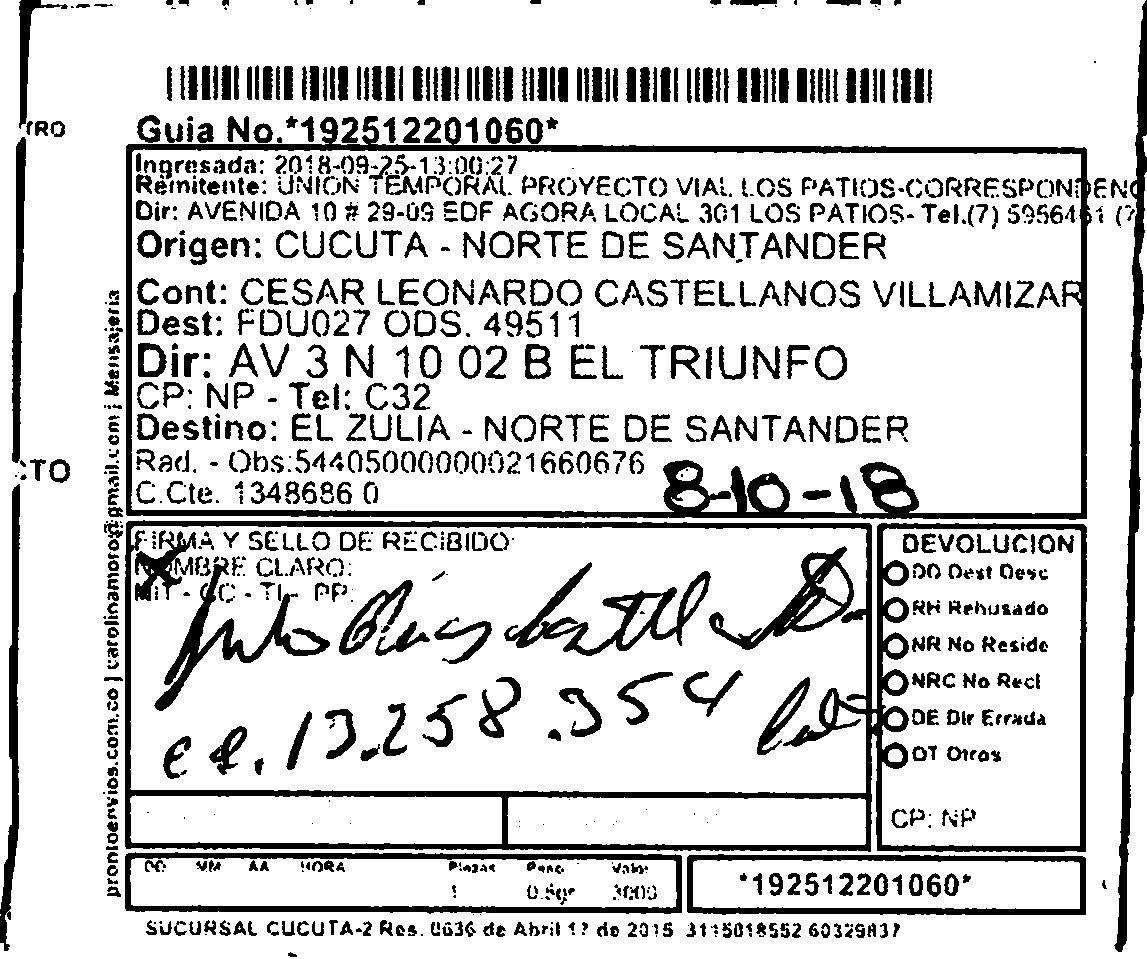 TRO
Guia No.*192512201060*
Ingresada: 2018-09-25-13:00:27
Remitente: UNION TEMPORAL PROYECTO VIAL LOS PATIOS-CORRESPONDENC
Dir: AVENIDA 10 # 29-09 EDF AGORA LOCAL 301 LOS PATIOS- Tel.(7) 5956461 (7
Origen: CUCUTA - NORTE DE SANTANDER
Cont: CESAR LEONARDO CASTELLANOS VILLAMIZAR
Dest: FDU027 ODS. 49511
Dir: AV 3 N 10 02 B EL TRIUNFO
CP: NP - Tel: C32
Destino: EL ZULIA - NORTE DE SANTANDER
CTO
Rad. - Obs:54405000000021660676
C.Cte. 1348686 0
8-10-18
FIRMA Y SELLO DE RECIBIDO
NOMBRE CLARO:
NIT - CC - TI - PP:
cc. 13.258.354
DEVOLUCION
DD Dest Desc
RH Rehusado
NR No Reside
NRC No Recl
DE Dir Errada
OT Otros
CP: NP
DD MM AA HORA
Piezas Peso Valor
1 0.5gr 3000
*192512201060*
SUCURSAL CUCUTA-2 Res. 0636 de Abril 17 de 2015 3115018552 60329837
prontoenvios.com.co | carolinamoro@gmail.com | Mensajeria